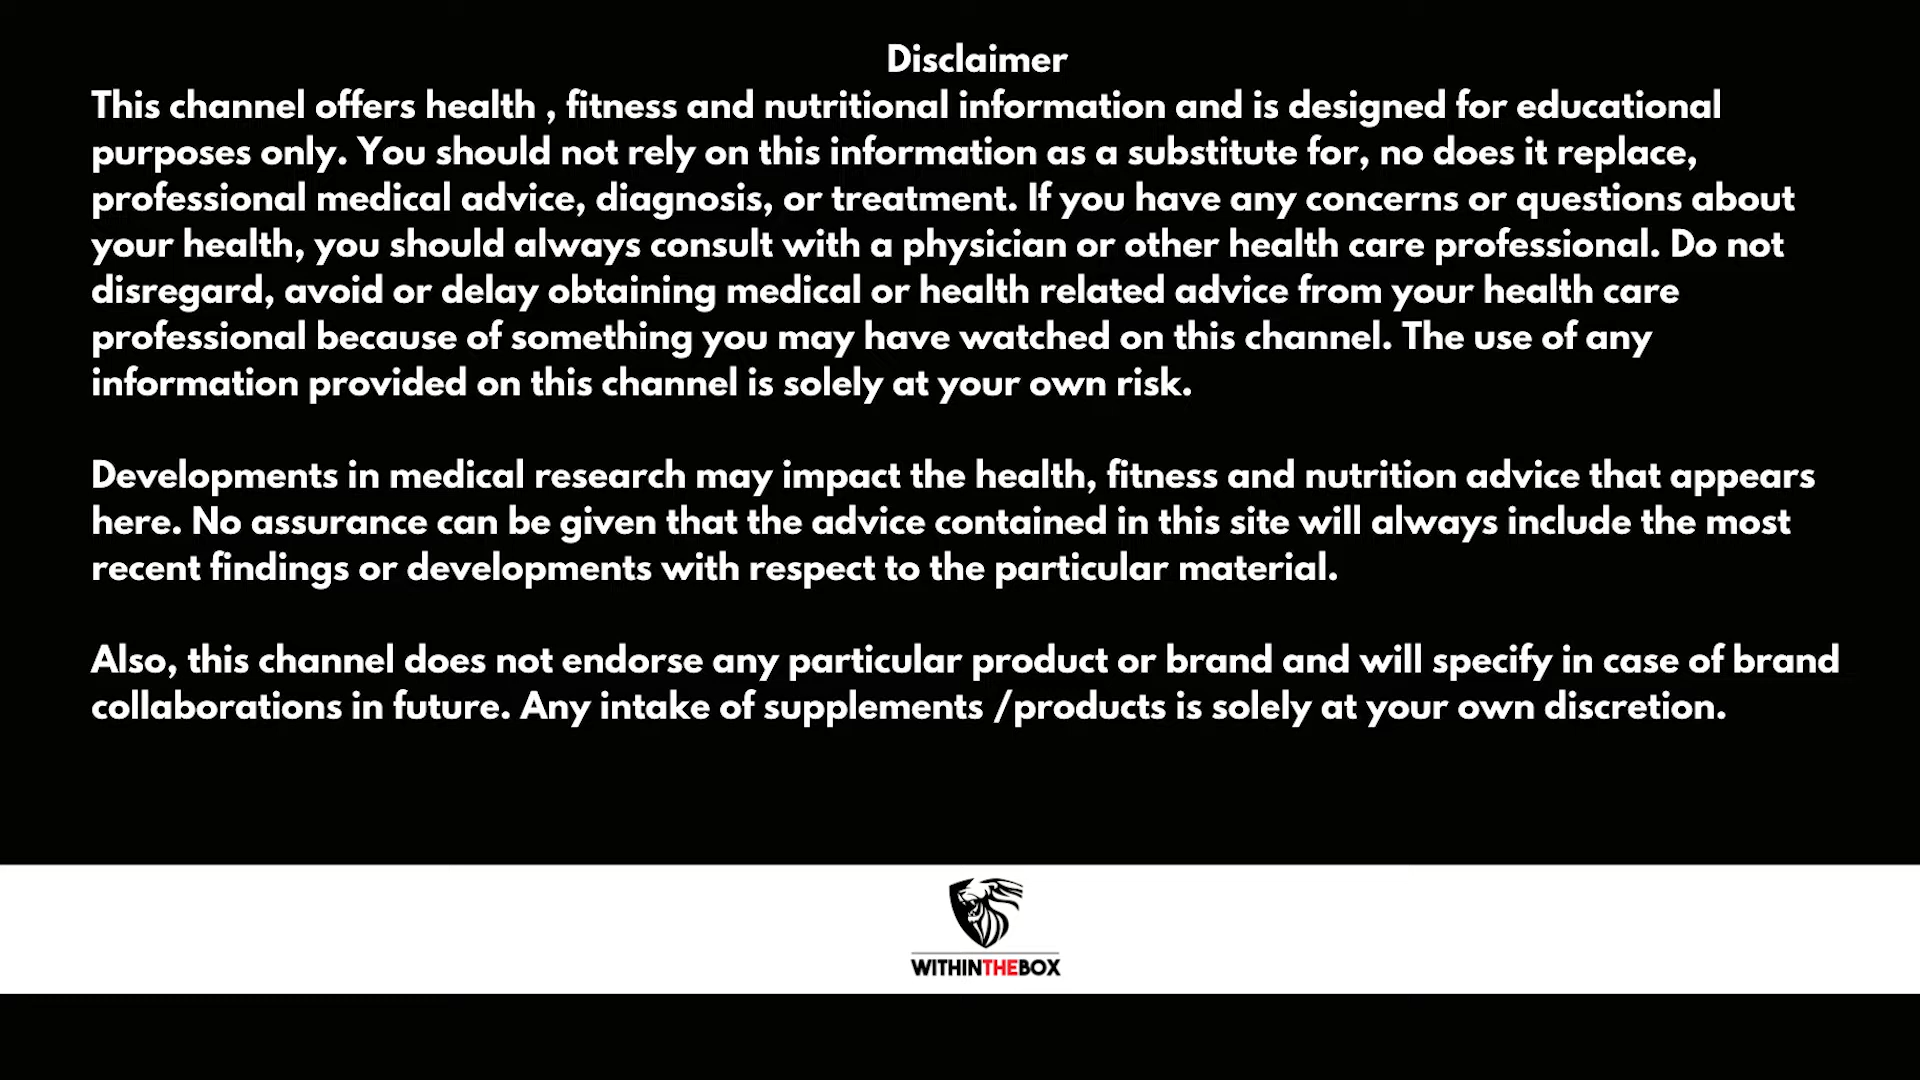 Disclaimer
This channel offers health , fitness and nutritional information and is designed for educational
purposes only. You should not rely on this information as a substitute for, no does it replace,
professional medical advice, diagnosis, or treatment. If you have any concerns or questions about
your health, you should always consult with a physician or other health care professional. Do not
disregard, avoid or delay obtaining medical or health related advice from your health care
professional because of something you may have watched on this channel. The use of any
information provided on this channel is solely at your own risk.
Developments in medical research may impact the health, fitness and nutrition advice that appears
here. No assurance can be given that the advice contained in this site will always include the most
recent findings or developments with respect to the particular material.
Also, this channel does not endorse any particular product or brand and will specify in case of brand
collaborations in future. Any intake of supplements /products is solely at your own discretion.
WITHINTHEBOX